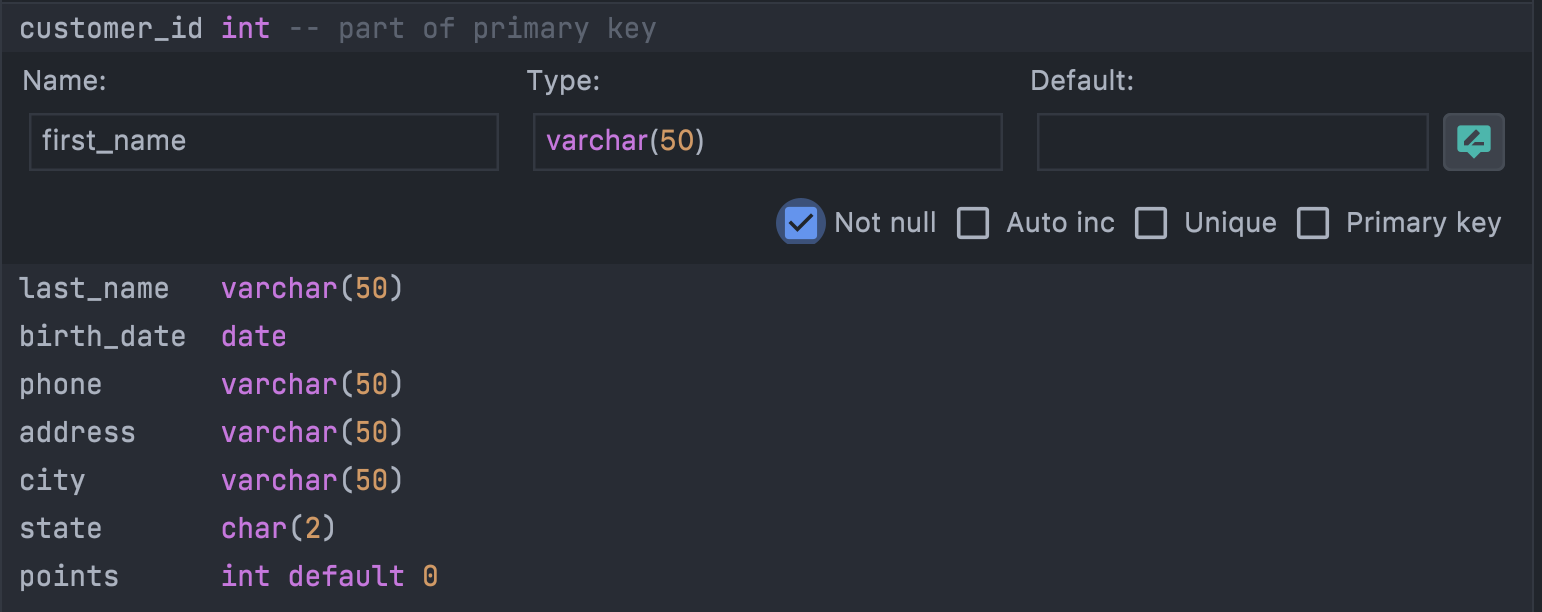 customer_id int -- part of primary key
Name: Type: Default:
first_name varchar(50)
Not null Auto inc Unique Primary key
last_name varchar(50)
birth_date date
phone varchar(50)
address varchar(50)
city varchar(50)
state char(2)
points int default 0